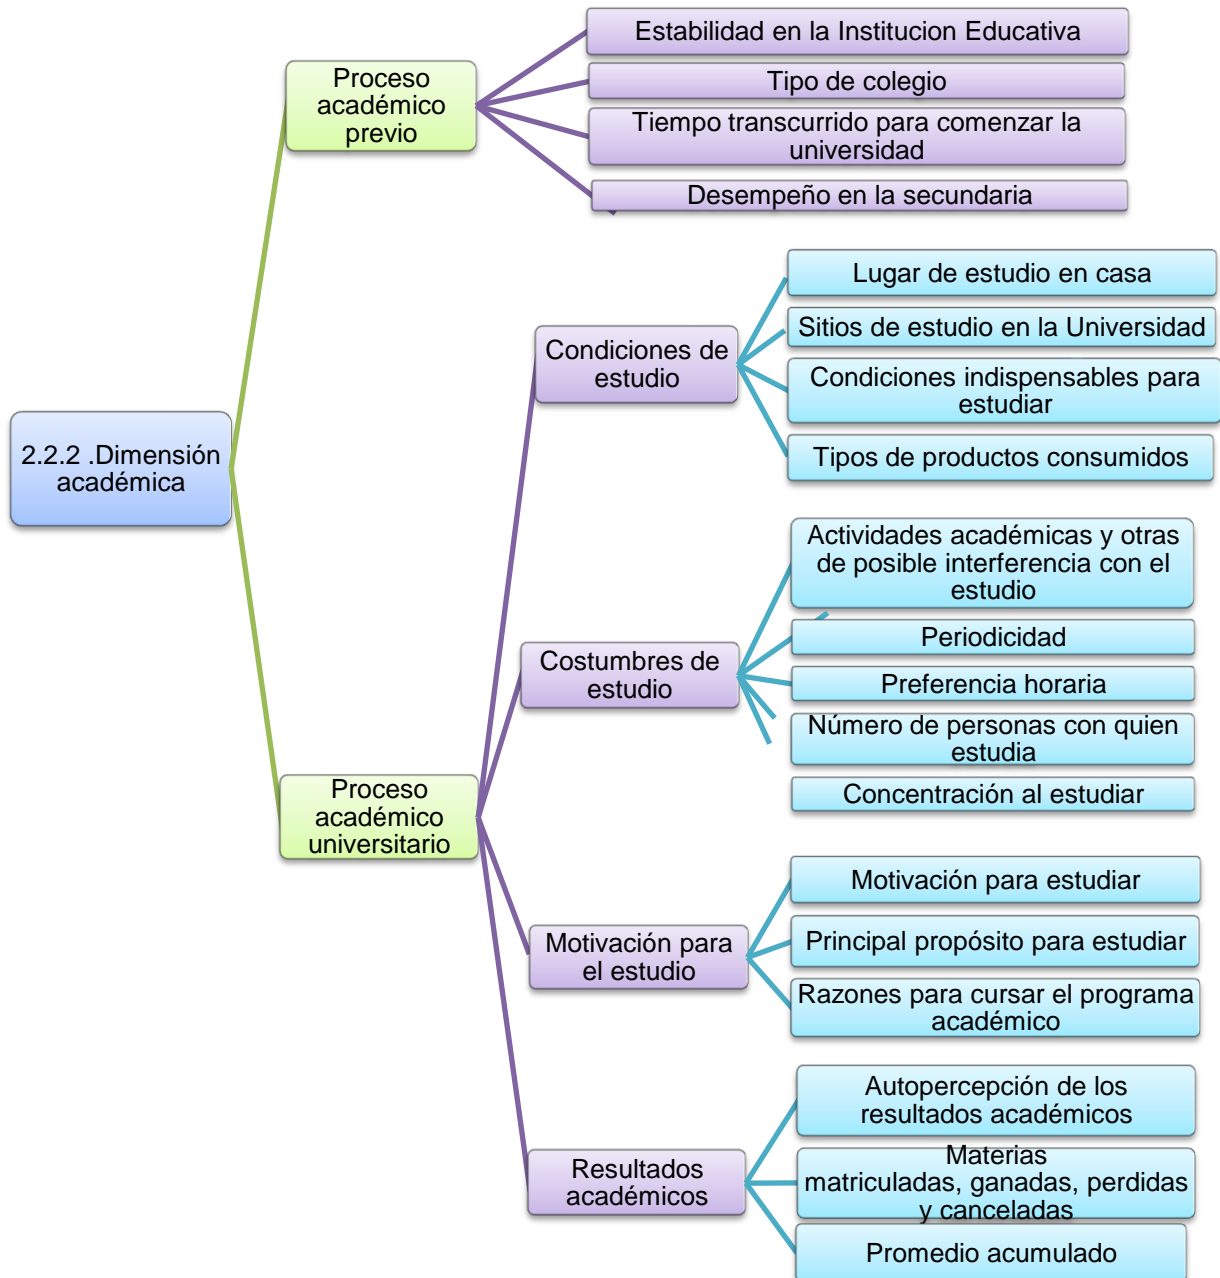 Estabilidad en la Institucion Educativa
Proceso
académico
previo
Tipo de colegio
Tiempo transcurrido para comenzar la
universidad
Desempeño en la secundaria
2.2.2 .Dimensión
académica
Proceso
académico
universitario
Condiciones de
estudio
Lugar de estudio en casa
Sitios de estudio en la Universidad
Condiciones indispensables para
estudiar
Tipos de productos consumidos
Costumbres de
estudio
Actividades académicas y otras
de posible interferencia con el
estudio
Periodicidad
Preferencia horaria
Número de personas con quien
estudia
Concentración al estudiar
Motivación para
el estudio
Motivación para estudiar
Principal propósito para estudiar
Razones para cursar el programa
académico
Resultados
académicos
Autopercepción de los
resultados académicos
Materias
matriculadas, ganadas, perdidas
y canceladas
Promedio acumulado